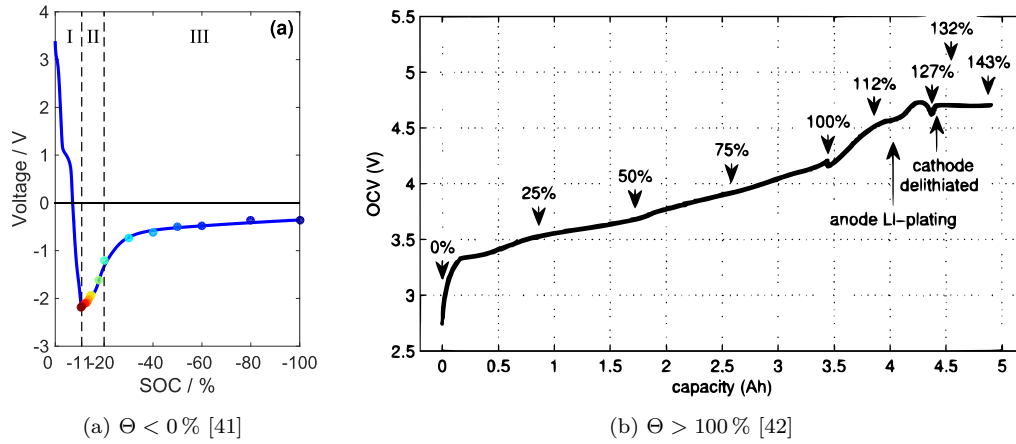 (a)
I II III
4
3
2
1
0
-1
-2
-3
Voltage / V
0 -11 -20 -40 -60 -80 -100
SOC / %
(a) Θ < 0 % [41]
5.5
5
4.5
4
3.5
3
2.5
OCV (V)
0%
25%
50%
75%
100%
112%
127%
132%
143%
cathode
delithiated
anode LI-plating
0 0.5 1 1.5 2 2.5 3 3.5 4 4.5 5
capacity (Ah)
(b) Θ > 100 % [42]